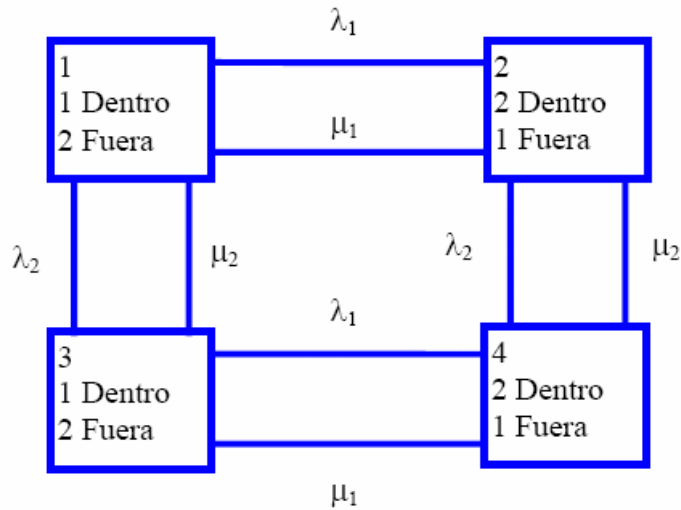 λ₁
1
1 Dentro
2 Fuera
2
2 Dentro
1 Fuera
μ₁
λ₂
μ₂
λ₂
μ₂
λ₁
3
1 Dentro
2 Fuera
4
2 Dentro
1 Fuera
μ₁